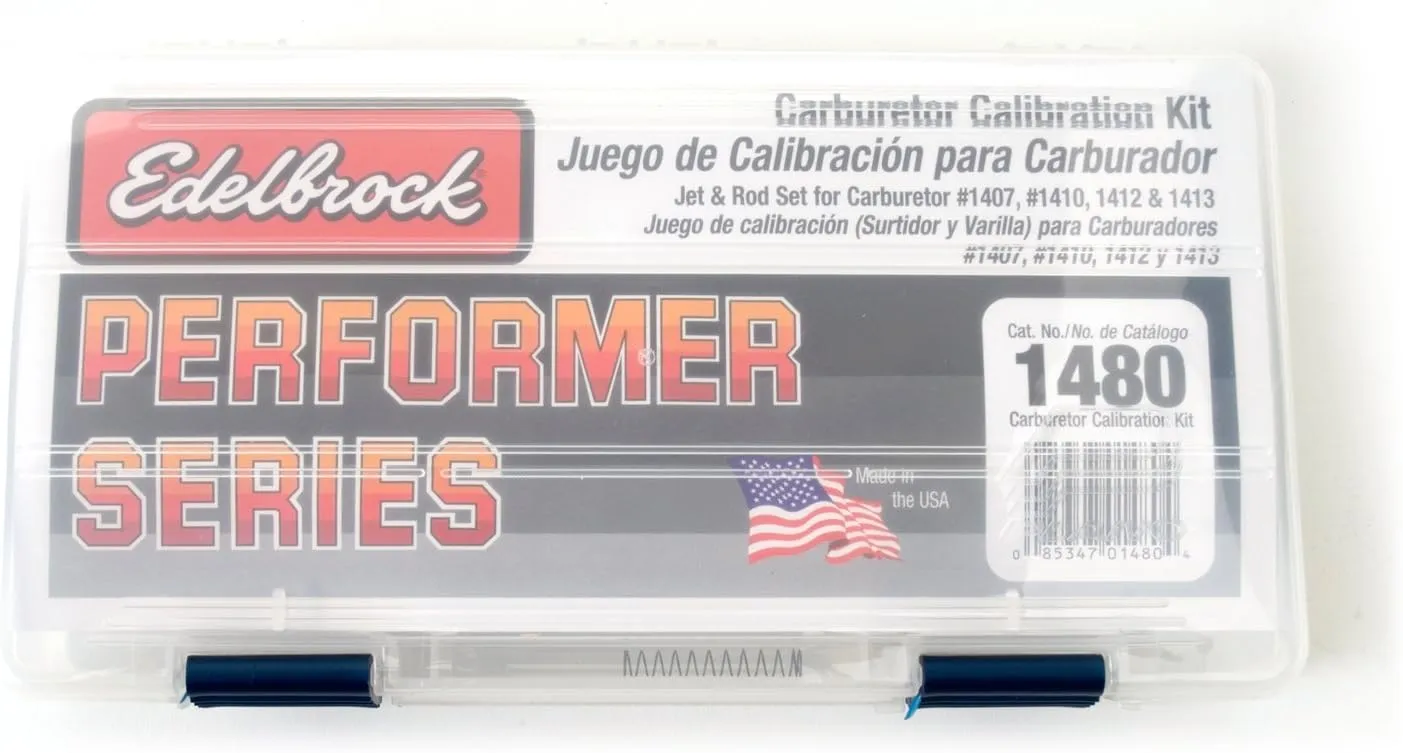 Edelbrock®
Carburetor Calibration Kit
Juego de Calibración para Carburador
Jet & Rod Set for Carburetor #1407, #1410, 1412 & 1413
Juego de calibración (Surtidor y Varilla) para Carburadores
#1407, #1410, 1412 y 1413
PERFORMER
SERIES
Made in
the USA
Cat. No./No. de Catálogo
1480
Carburetor Calibration Kit
0 85347 01480 4